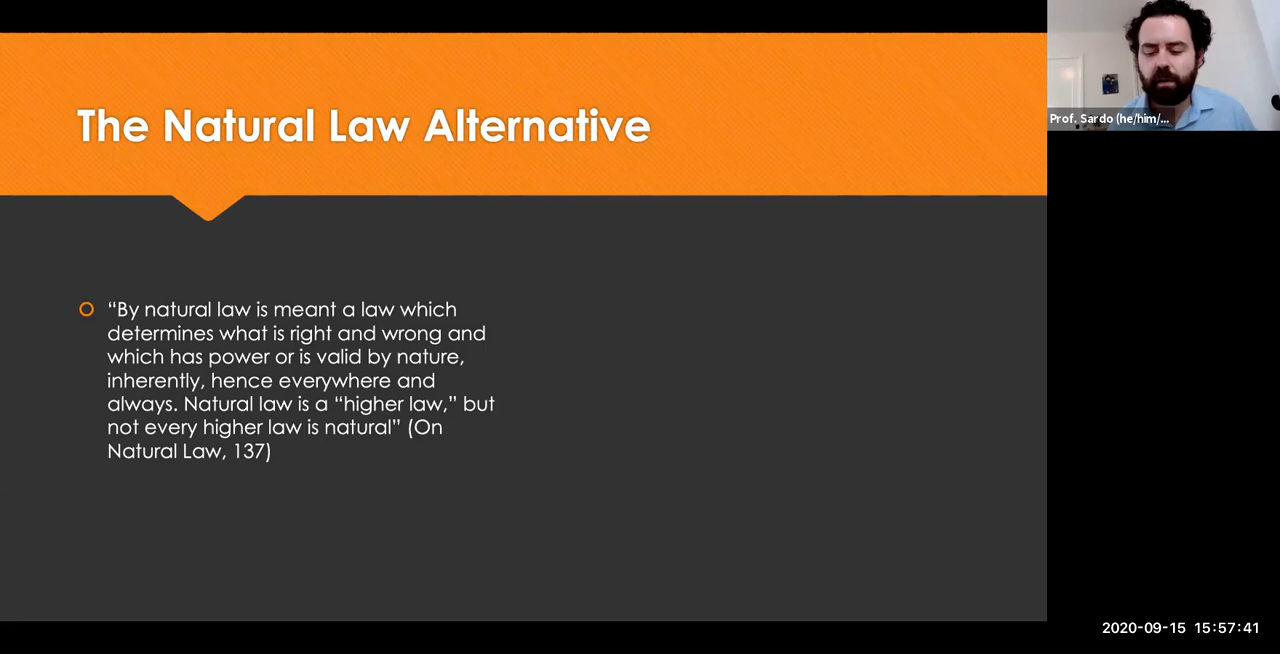 The Natural Law Alternative
“By natural law is meant a law which
determines what is right and wrong and
which has power or is valid by nature,
inherently, hence everywhere and
always. Natural law is a “higher law,” but
not every higher law is natural” (On
Natural Law, 137)
Prof. Sardo (he/him/...
2020-09-15 15:57:41